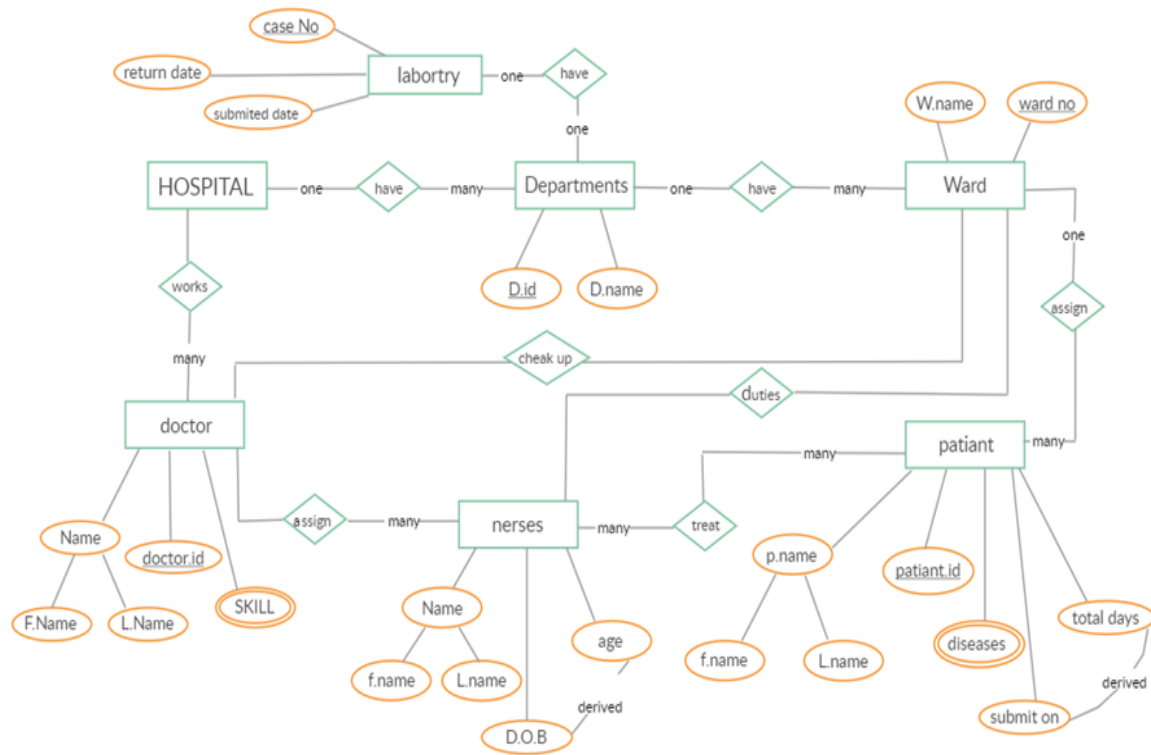 case No
labortry
one
have
return date
submited date
one
W.name
ward no
HOSPITAL
one
have
many
Departments
one
have
many
Ward
one
works
D.id
D.name
assign
many
cheak up
duties
doctor
patiant
many
many
assign
many
nerses
many
treat
Name
doctor.id
p.name
patiant.id
F.Name
L.Name
SKILL
Name
age
total days
diseases
f.name
L.name
f.name
L.name
derived
derived
D.O.B
submit on